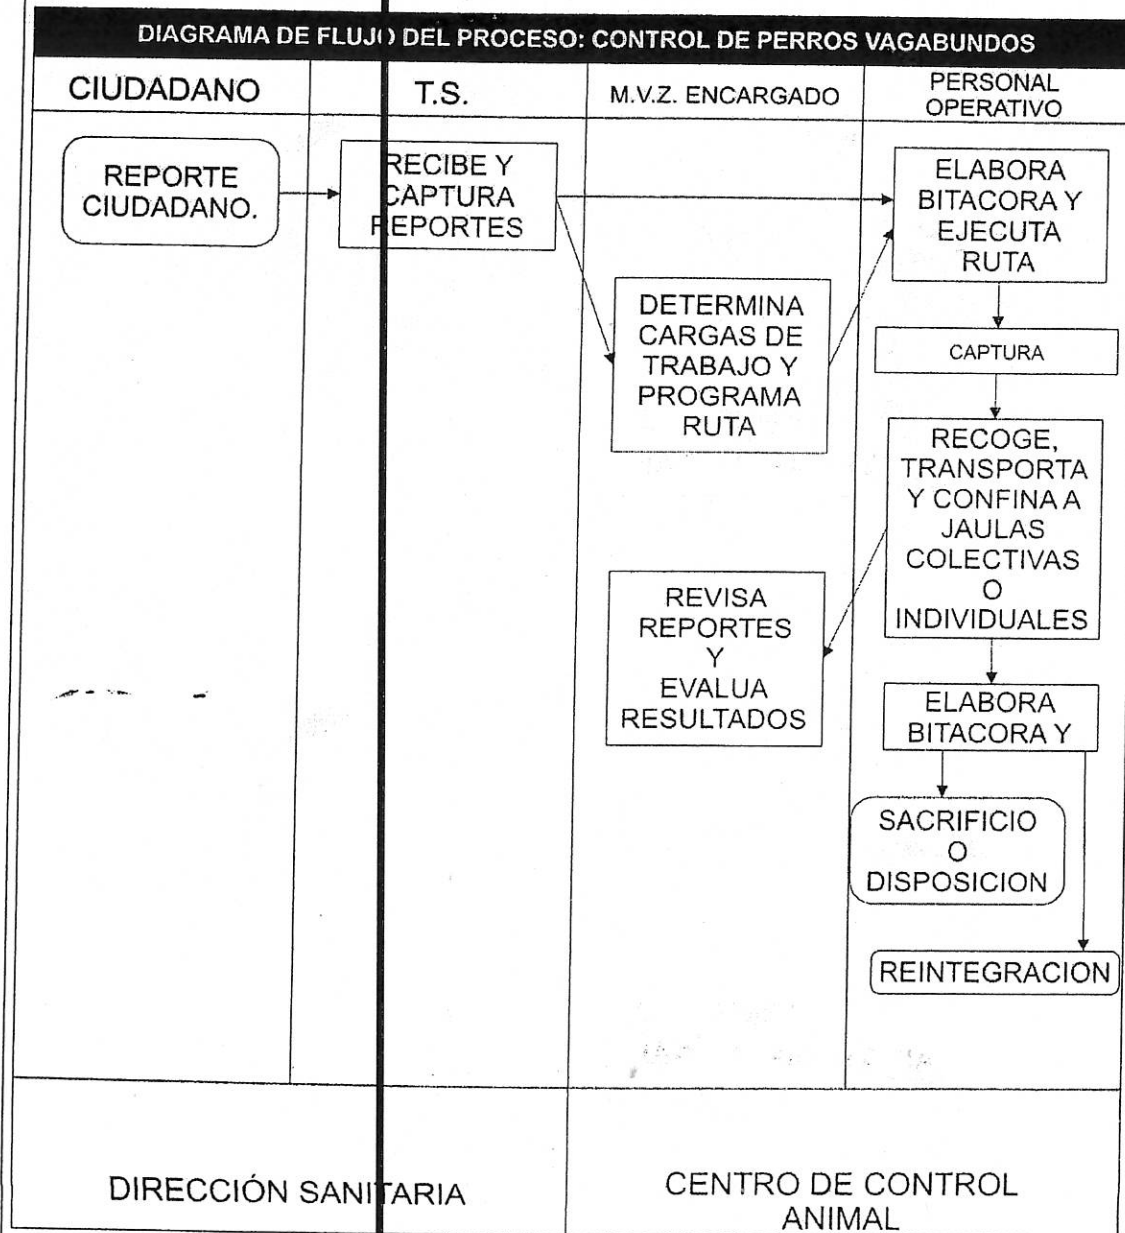 DIAGRAMA DE FLUJO DEL PROCESO: CONTROL DE PERROS VAGABUNDOS
CIUDADANO
T.S.
M.V.Z. ENCARGADO
PERSONAL
OPERATIVO
REPORTE
CIUDADANO.
RECIBE Y
CAPTURA
REPORTES
ELABORA
BITACORA Y
EJECUTA
RUTA
DETERMINA
CARGAS DE
TRABAJO Y
PROGRAMA
RUTA
CAPTURA
RECOGE,
TRANSPORTA
Y CONFINA A
JAULAS
COLECTIVAS
O
INDIVIDUALES
REVISA
REPORTES
Y
EVALUA
RESULTADOS
ELABORA
BITACORA Y
SACRIFICIO
O
DISPOSICION
REINTEGRACION
DIRECCIÓN SANITARIA
CENTRO DE CONTROL
ANIMAL